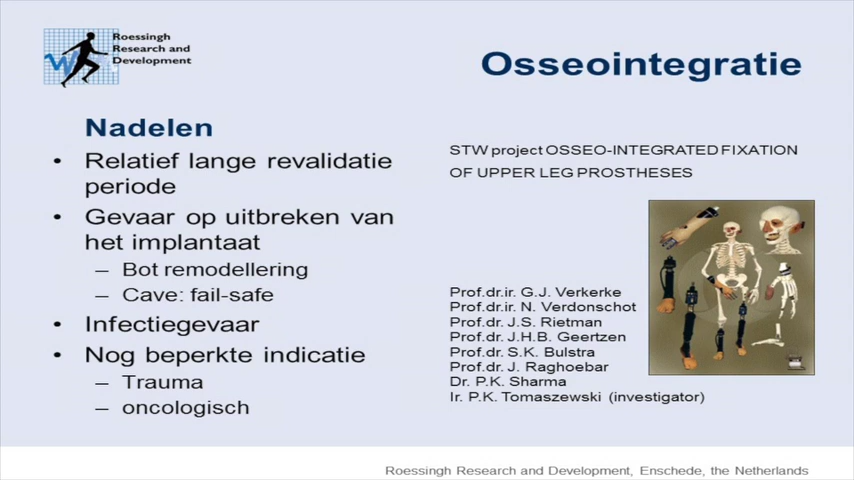 Roessingh
Research and
Development
Osseointegratie
Nadelen
• Relatief lange revalidatie
periode
• Gevaar op uitbreken van
het implantaat
– Bot remodellering
– Cave: fail-safe
• Infectiegevaar
• Nog beperkte indicatie
– Trauma
– oncologisch
STW project OSSEO-INTEGRATED FIXATION
OF UPPER LEG PROSTHESES
Prof.dr.ir. G.J. Verkerke
Prof.dr.ir. N. Verdonschot
Prof.dr. J.S. Rietman
Prof.dr. J.H.B. Geertzen
Prof.dr. S.K. Bulstra
Prof.dr. J. Raghoebar
Dr. P.K. Sharma
Ir. P.K. Tomaszewski (investigator)
Roessingh Research and Development, Enschede, the Netherlands